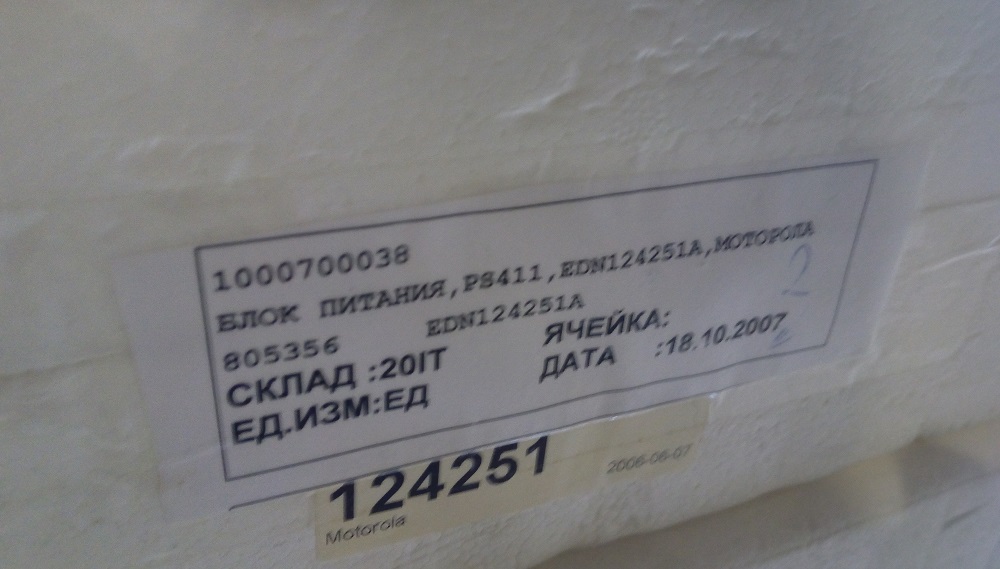 1000700038
БЛОК ПИТАНИЯ,PS411,EDN124251A,МОТОРОЛА
805356 EDN124251A
СКЛАД :20IT ЯЧЕЙКА:
ЕД.ИЗМ:ЕД ДАТА :18.10.2007
2
124251
2006-06-07
Motorola